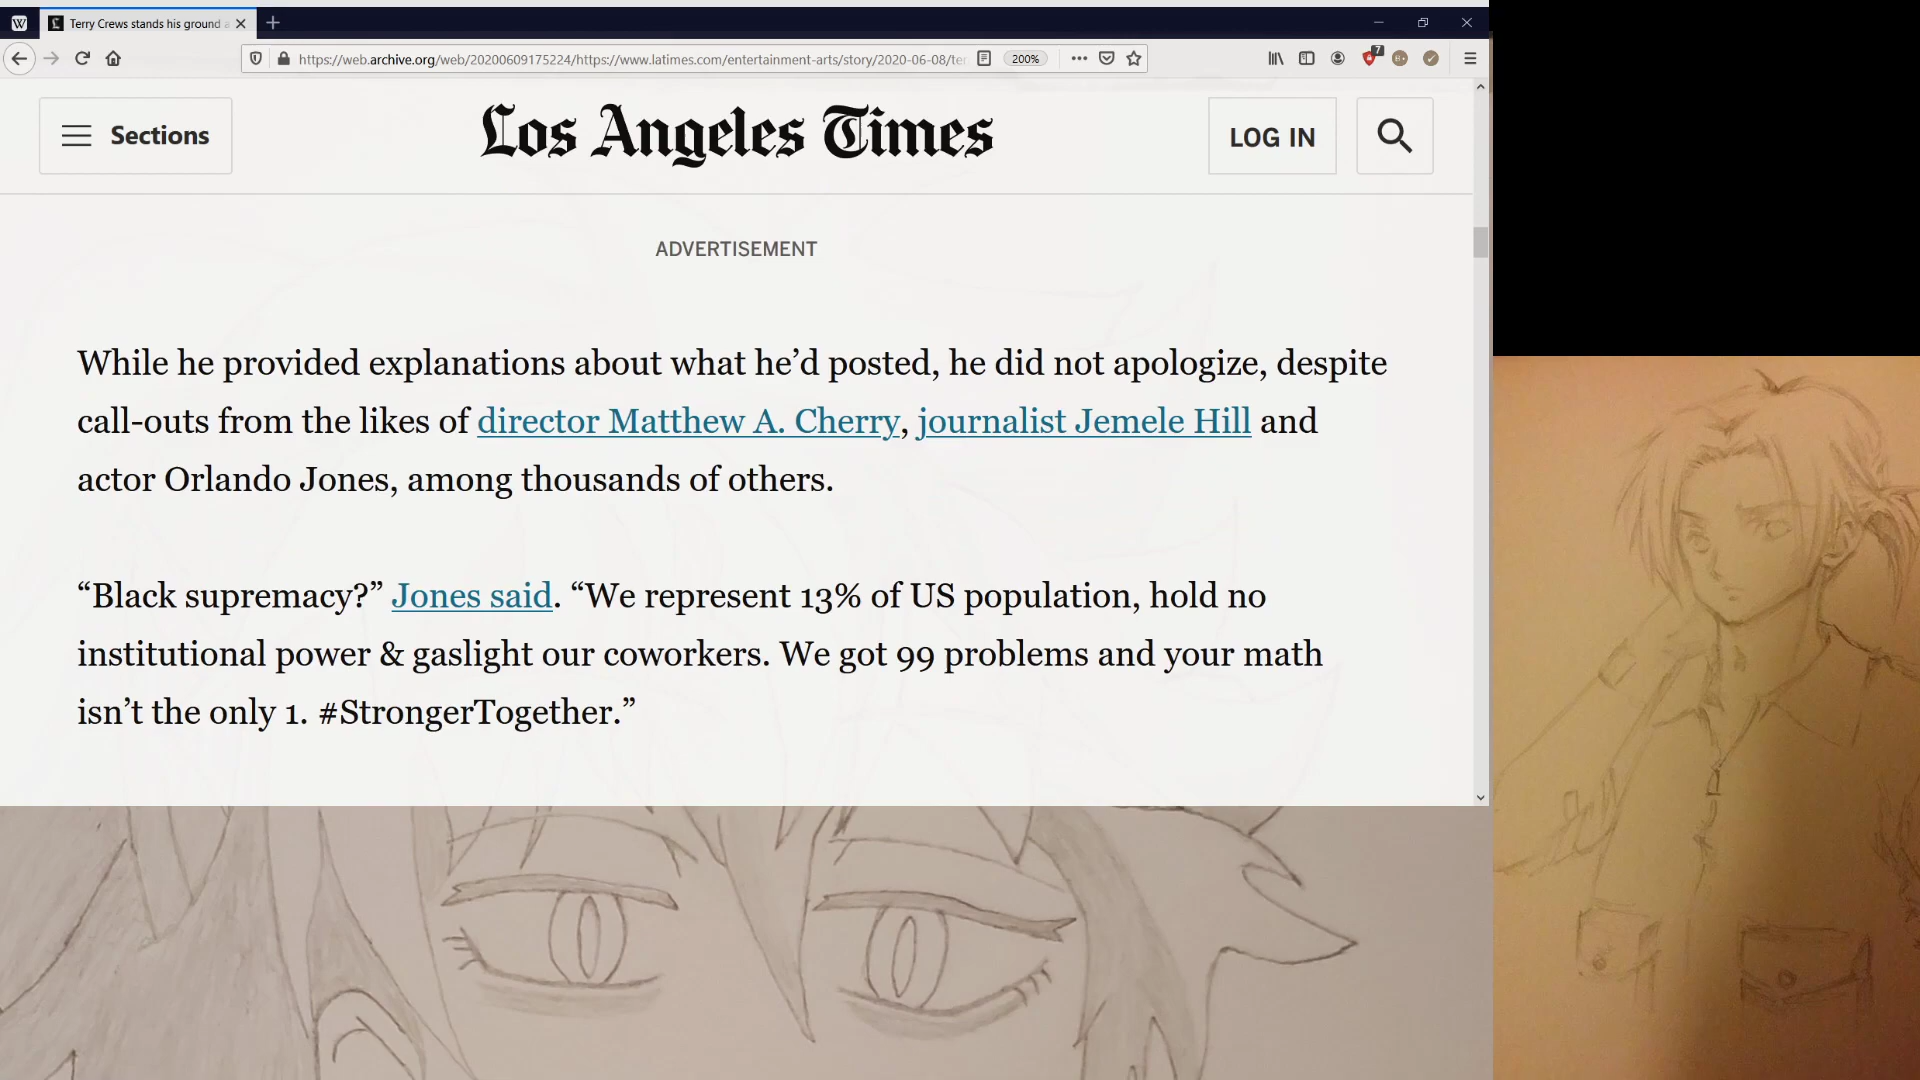 Terry Crews stands his ground
https://web.archive.org/web/20200609175224/https://www.latimes.com/entertainment-arts/story/2020-06-08/te
200%
7
Sections
Los Angeles Times
LOG IN
ADVERTISEMENT
While he provided explanations about what he’d posted, he did not apologize, despite
call-outs from the likes of director Matthew A. Cherry, journalist Jemele Hill and
actor Orlando Jones, among thousands of others.
“Black supremacy?” Jones said. “We represent 13% of US population, hold no
institutional power & gaslight our coworkers. We got 99 problems and your math
isn’t the only 1. #StrongerTogether.”